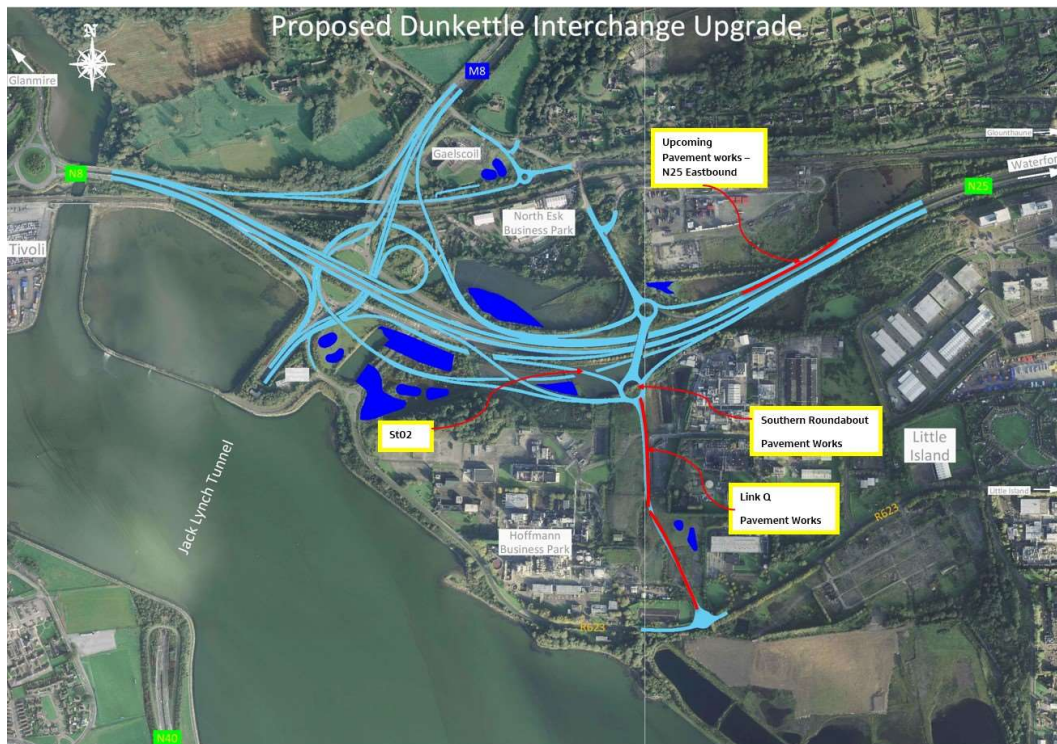 Proposed Dunkettle Interchange Upgrade
N
Glanmire
M8
Gaelscoil
Upcoming
Pavement works –
N25 Eastbound
Glounthaune
Waterfor
N8
N25
North Esk
Business Park
Tivoli
St02
Southern Roundabout
Pavement Works
Little
Island
Link Q
Pavement Works
Little Island
Jack Lynch Tunnel
R623
Hoffmann
Business Park
R623
N40